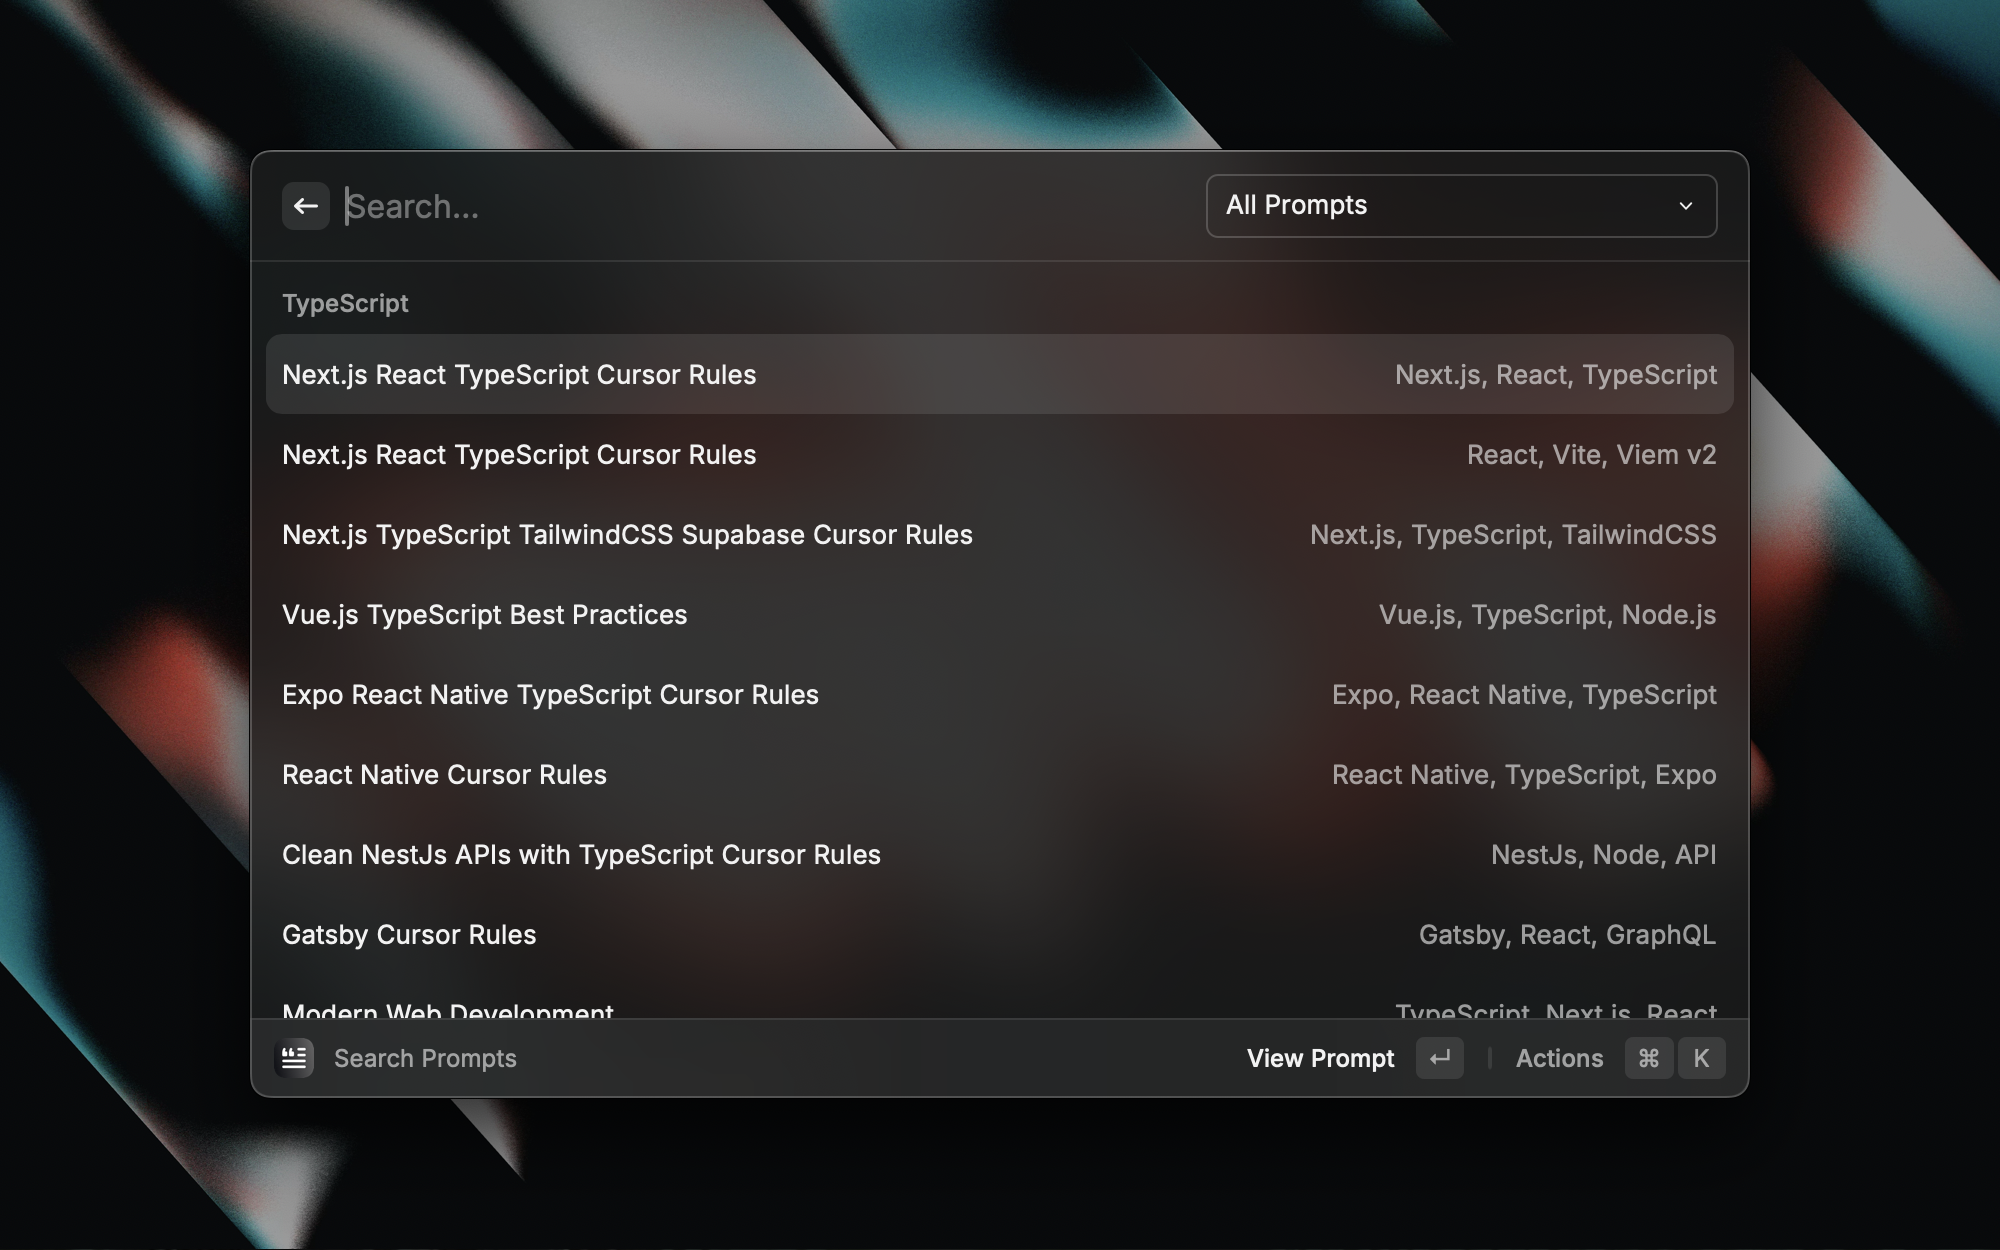 Search...
All Prompts
TypeScript
Next.js React TypeScript Cursor Rules Next.js, React, TypeScript
Next.js React TypeScript Cursor Rules React, Vite, Viem v2
Next.js TypeScript TailwindCSS Supabase Cursor Rules Next.js, TypeScript, TailwindCSS
Vue.js TypeScript Best Practices Vue.js, TypeScript, Node.js
Expo React Native TypeScript Cursor Rules Expo, React Native, TypeScript
React Native Cursor Rules React Native, TypeScript, Expo
Clean NestJs APIs with TypeScript Cursor Rules NestJs, Node, API
Gatsby Cursor Rules Gatsby, React, GraphQL
Modern Web Development TypeScript, Next.js, React
Search Prompts View Prompt ↵ Actions ⌘ K